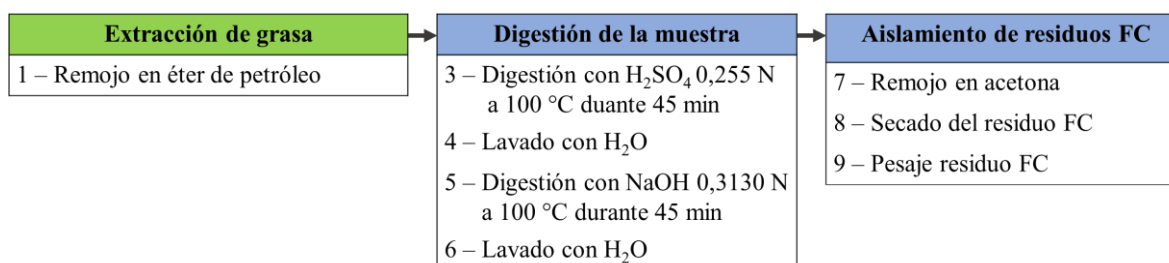 Extracción de grasa
1 – Remojo en éter de petróleo
Digestión de la muestra
3 – Digestión con H₂SO₄ 0,255 N
a 100 °C duante 45 min
4 – Lavado con H₂O
5 – Digestión con NaOH 0,3130 N
a 100 °C durante 45 min
6 – Lavado con H₂O
Aislamiento de residuos FC
7 – Remojo en acetona
8 – Secado del residuo FC
9 – Pesaje residuo FC